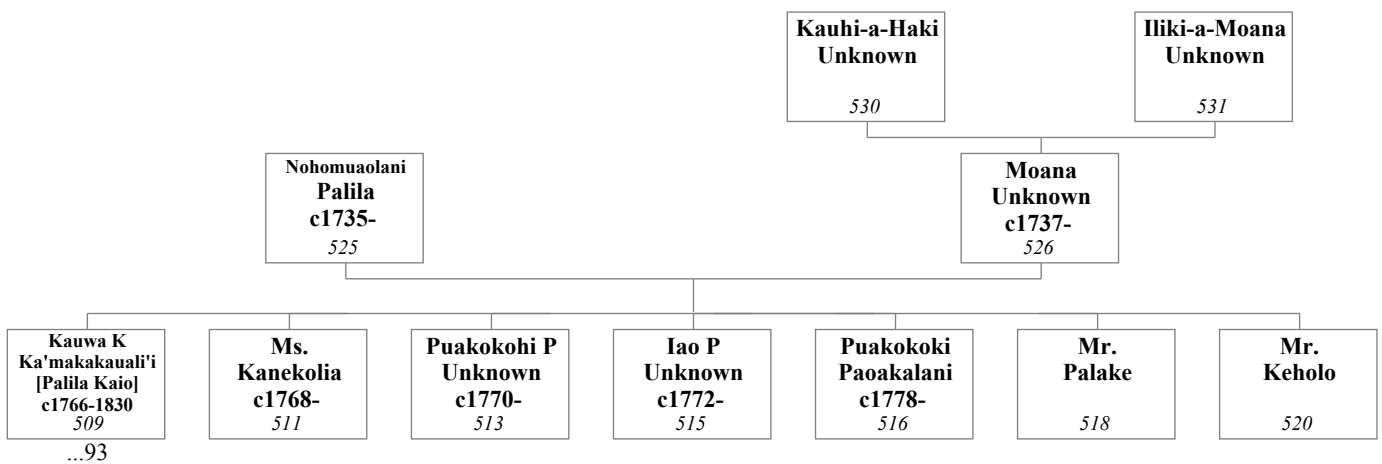 Kauhi-a-Haki
Unknown
530
Iliki-a-Moana
Unknown
531
Nohomuaolani
Palila
c1735-
525
Moana
Unknown
c1737-
526
Kauwa K
Ka'makakauali'i
[Palila Kaio]
c1766-1830
509
...93
Ms.
Kanekolia
c1768-
511
Puakokohi P
Unknown
c1770-
513
Iao P
Unknown
c1772-
515
Puakokoki
Paoakalani
c1778-
516
Mr.
Palake
518
Mr.
Keholo
520